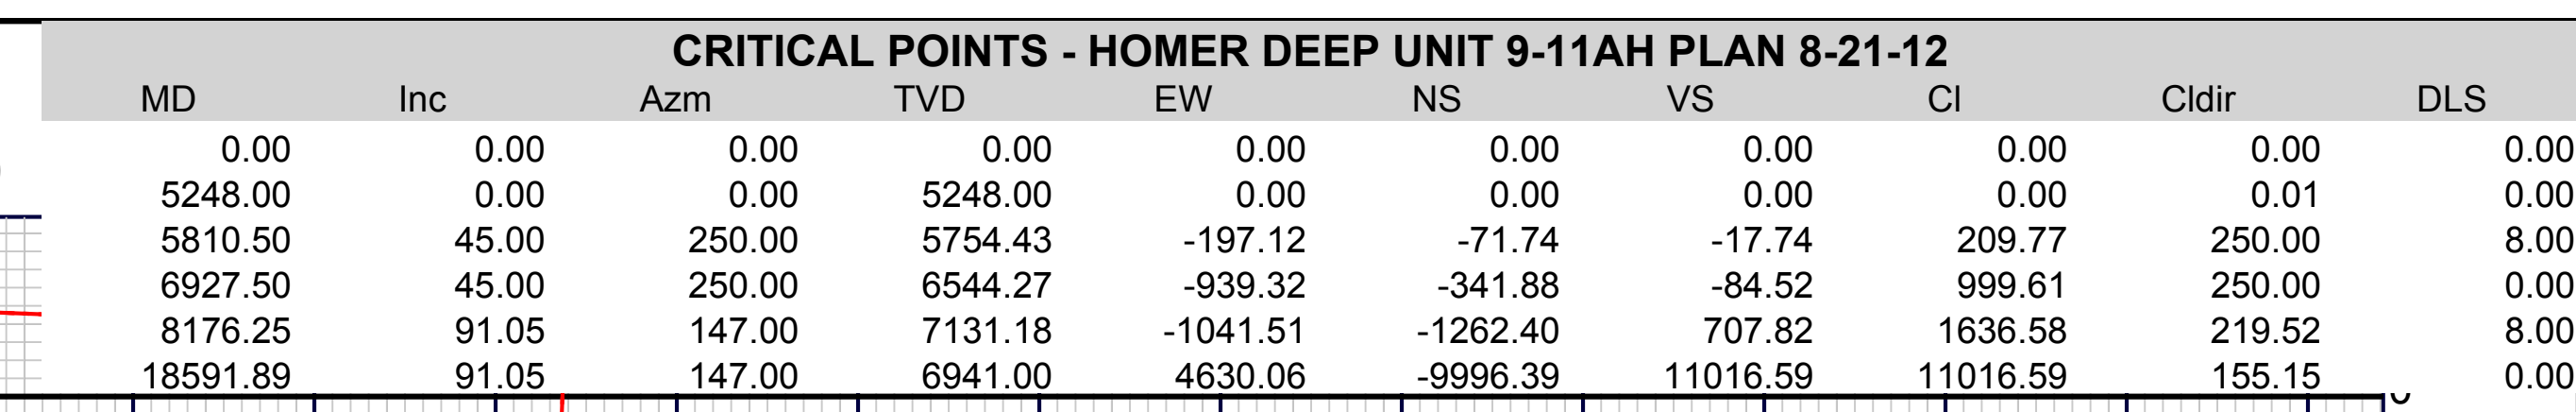 CRITICAL POINTS - HOMER DEEP UNIT 9-11AH PLAN 8-21-12
MD Inc Azm TVD EW NS VS Cl Cldir DLS
0.00 0.00 0.00 0.00 0.00 0.00 0.00 0.00 0.00 0.00
5248.00 0.00 0.00 5248.00 0.00 0.00 0.00 0.00 0.01 0.00
5810.50 45.00 250.00 5754.43 -197.12 -71.74 -17.74 209.77 250.00 8.00
6927.50 45.00 250.00 6544.27 -939.32 -341.88 -84.52 999.61 250.00 0.00
8176.25 91.05 147.00 7131.18 -1041.51 -1262.40 707.82 1636.58 219.52 8.00
18591.89 91.05 147.00 6941.00 4630.06 -9996.39 11016.59 11016.59 155.15 0.00